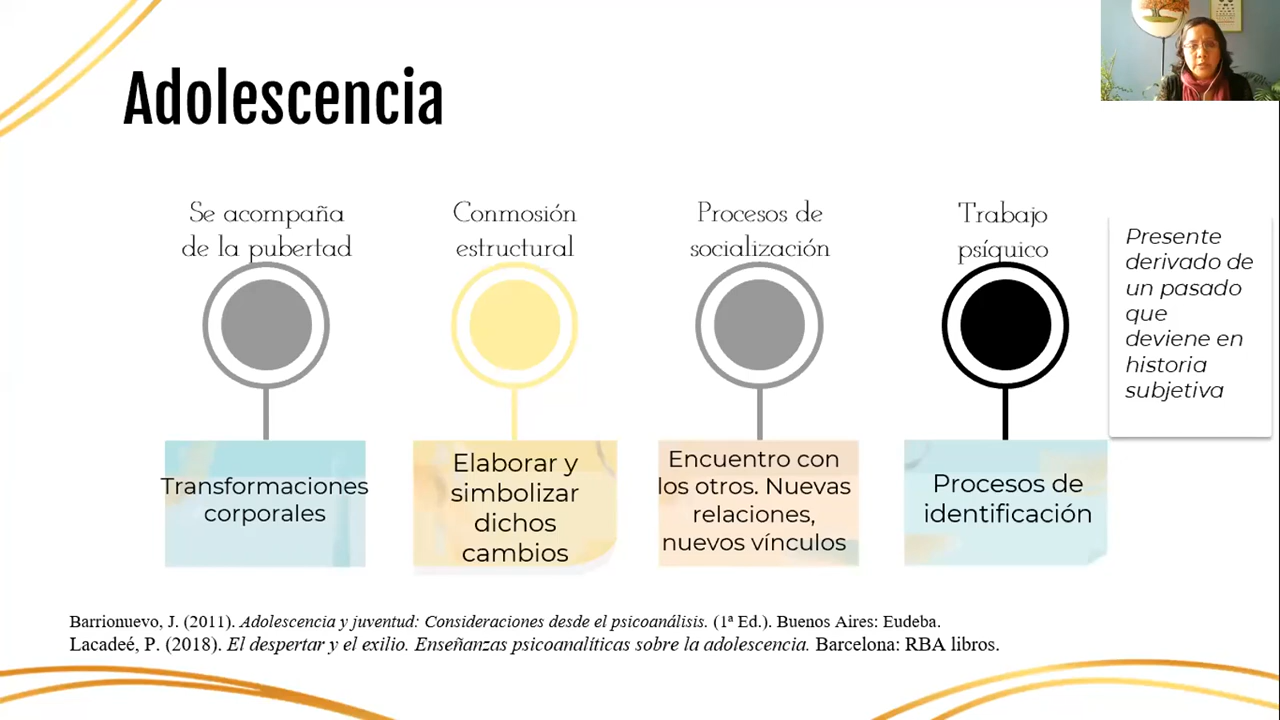 Adolescencia
Se acompaña
de la pubertad
Conmosión
estructural
Procesos de
socialización
Trabajo
psíquico
Presente
derivado de
un pasado
que
deviene en
historia
subjetiva
Transformaciones
corporales
Elaborar y
simbolizar
dichos
cambios
Encuentro con
los otros. Nuevas
relaciones,
nuevos vínculos
Procesos de
identificación
Barrionuevo, J. (2011). Adolescencia y juventud: Consideraciones desde el psicoanálisis. (1ª Ed.). Buenos Aires: Eudeba.
Lacadeé, P. (2018). El despertar y el exilio. Enseñanzas psicoanalíticas sobre la adolescencia. Barcelona: RBA libros.